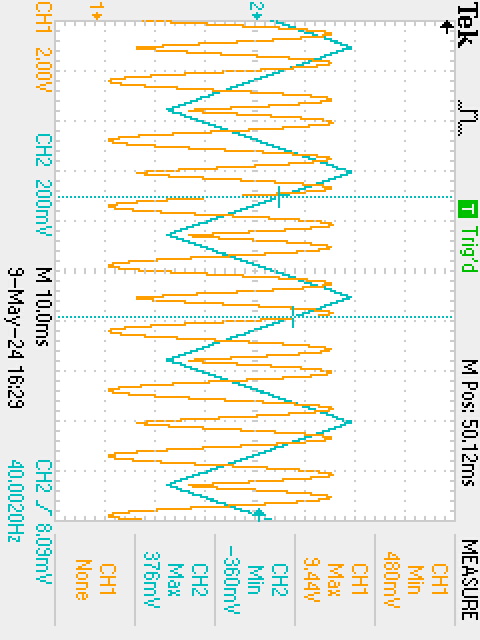 Tek T Trig'd M Pos: 50.12ms MEASURE
CH1
Min
480mV
CH1
Max
9.44V
CH2
Min
-360mV
CH2
Max
376mV
CH1
None
2
1
CH1 2.00V CH2 200mV M 10.0ms CH2 8.09mV
9-May-24 16:29 40.0020Hz